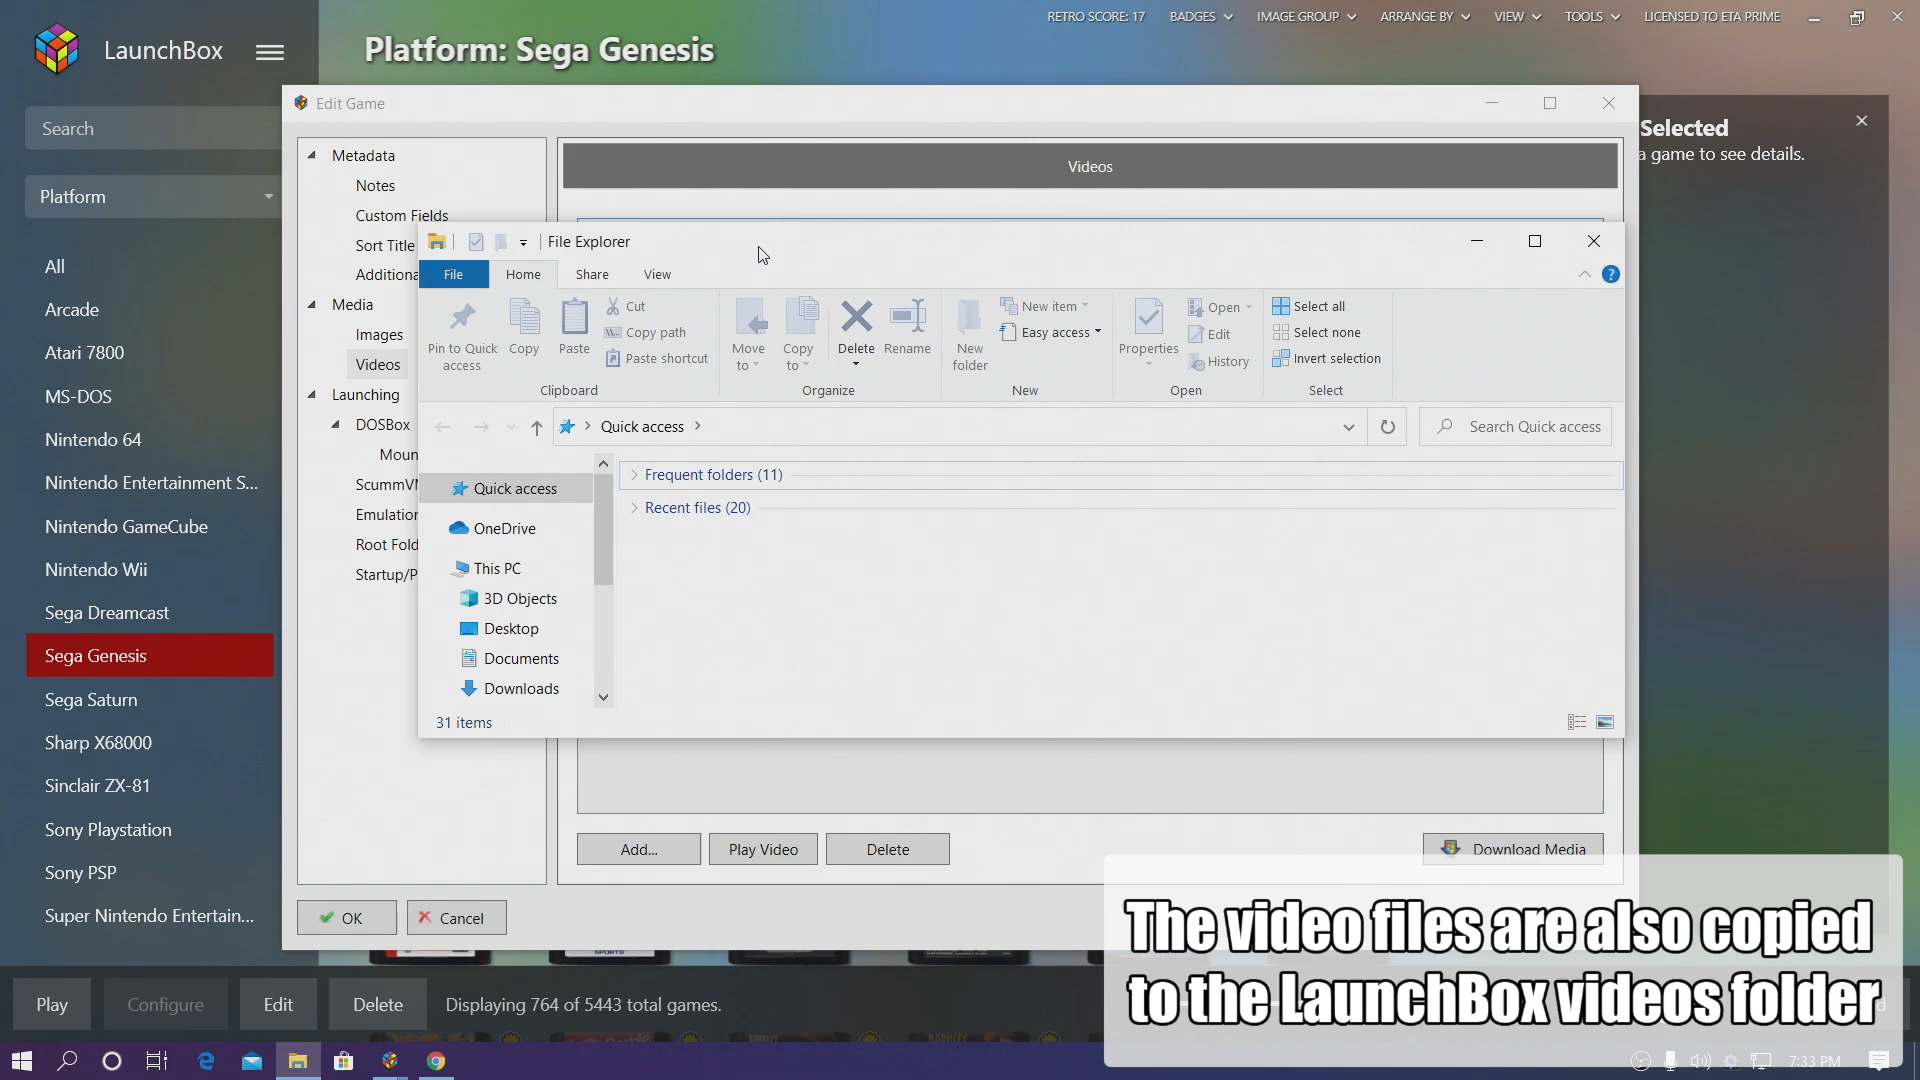 LaunchBox
Platform: Sega Genesis
RETRO SCORE: 17
BADGES
IMAGE GROUP
ARRANGE BY
VIEW
TOOLS
LICENSED TO ETA PRIME
Search
Platform
All
Arcade
Atari 7800
MS-DOS
Nintendo 64
Nintendo Entertainment S...
Nintendo GameCube
Nintendo Wii
Sega Dreamcast
Sega Genesis
Sega Saturn
Sharp X68000
Sinclair ZX-81
Sony Playstation
Sony PSP
Super Nintendo Entertain...
Edit Game
Metadata
Notes
Custom Fields
Sort Title
Additiona
Media
Images
Videos
Launching
DOSBox
Moun
ScummVM
Emulation
Root Fold
Startup/P
Videos
Selected
a game to see details.
File Explorer
File
Home
Share
View
Pin to Quick
access
Copy
Paste
Cut
Copy path
Paste shortcut
Clipboard
Move
to
Copy
to
Delete
Rename
Organize
New
folder
New item
Easy access
New
Properties
Open
Edit
History
Open
Select all
Select none
Invert selection
Select
Quick access
Search Quick access
Quick access
OneDrive
This PC
3D Objects
Desktop
Documents
Downloads
Frequent folders (11)
Recent files (20)
31 items
Add...
Play Video
Delete
Download Media
OK
Cancel
Play
Configure
Edit
Delete
Displaying 764 of 5443 total games.
The video files are also copied
to the LaunchBox videos folder
7:33 PM